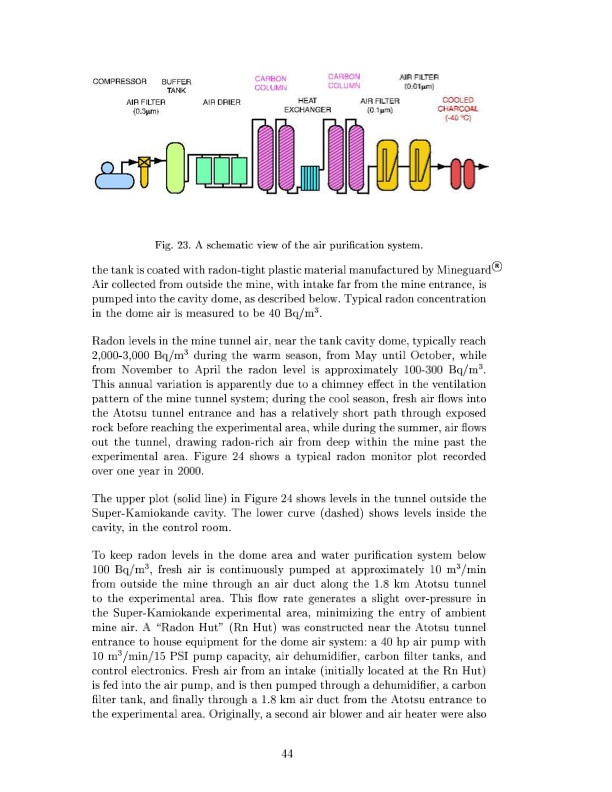 COMPRESSOR
BUFFER
TANK
CARBON
COLUMN
CARBON
COLUMN
AIR FILTER
(0.01μm)
AIR FILTER
(0.3μm)
AIR DRIER
HEAT
EXCHANGER
AIR FILTER
(0.1μm)
COOLED
CHARCOAL
(-40 °C)
Fig. 23. A schematic view of the air purification system.
the tank is coated with radon-tight plastic material manufactured by Mineguard®
Air collected from outside the mine, with intake far from the mine entrance, is
pumped into the cavity dome, as described below. Typical radon concentration
in the dome air is measured to be 40 Bq/m³.
Radon levels in the mine tunnel air, near the tank cavity dome, typically reach
2,000-3,000 Bq/m³ during the warm season, from May until October, while
from November to April the radon level is approximately 100-300 Bq/m³.
This annual variation is apparently due to a chimney effect in the ventilation
pattern of the mine tunnel system; during the cool season, fresh air flows into
the Atotsu tunnel entrance and has a relatively short path through exposed
rock before reaching the experimental area, while during the summer, air flows
out the tunnel, drawing radon-rich air from deep within the mine past the
experimental area. Figure 24 shows a typical radon monitor plot recorded
over one year in 2000.
The upper plot (solid line) in Figure 24 shows levels in the tunnel outside the
Super-Kamiokande cavity. The lower curve (dashed) shows levels inside the
cavity, in the control room.
To keep radon levels in the dome area and water purification system below
100 Bq/m³, fresh air is continuously pumped at approximately 10 m³/min
from outside the mine through an air duct along the 1.8 km Atotsu tunnel
to the experimental area. This flow rate generates a slight over-pressure in
the Super-Kamiokande experimental area, minimizing the entry of ambient
mine air. A “Radon Hut” (Rn Hut) was constructed near the Atotsu tunnel
entrance to house equipment for the dome air system: a 40 hp air pump with
10 m³/min/15 PSI pump capacity, air dehumidifier, carbon filter tanks, and
control electronics. Fresh air from an intake (initially located at the Rn Hut)
is fed into the air pump, and is then pumped through a dehumidifier, a carbon
filter tank, and finally through a 1.8 km air duct from the Atotsu entrance to
the experimental area. Originally, a second air blower and air heater were also
44